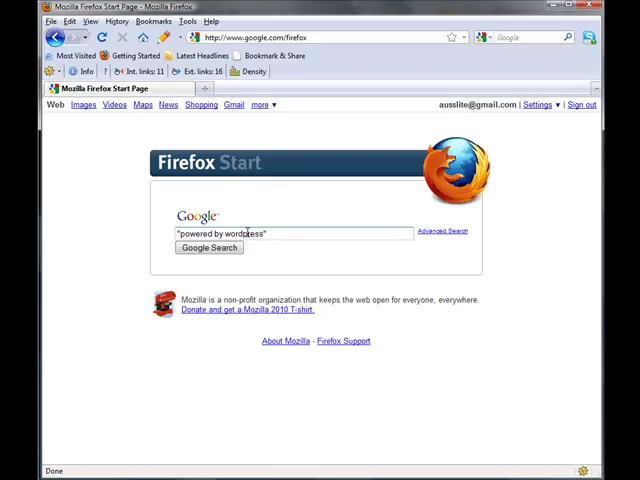 Mozilla Firefox Start Page - Mozilla Firefox
File Edit View History Bookmarks Tools Help
http://www.google.com/firefox
Google
Most Visited Getting Started Latest Headlines Bookmark & Share
Info ? Int. links: 11 Ext. links: 16 Density
Mozilla Firefox Start Page
Web Images Videos Maps News Shopping Gmail more ▼ ausslite@gmail.com | Settings ▼ | Sign out
Firefox Start
Google™
"powered by wordpress"
Advanced Search
Google Search
Mozilla is a non-profit organization that keeps the web open for everyone, everywhere.
Donate and get a Mozilla 2010 T-shirt.
About Mozilla - Firefox Support
Done